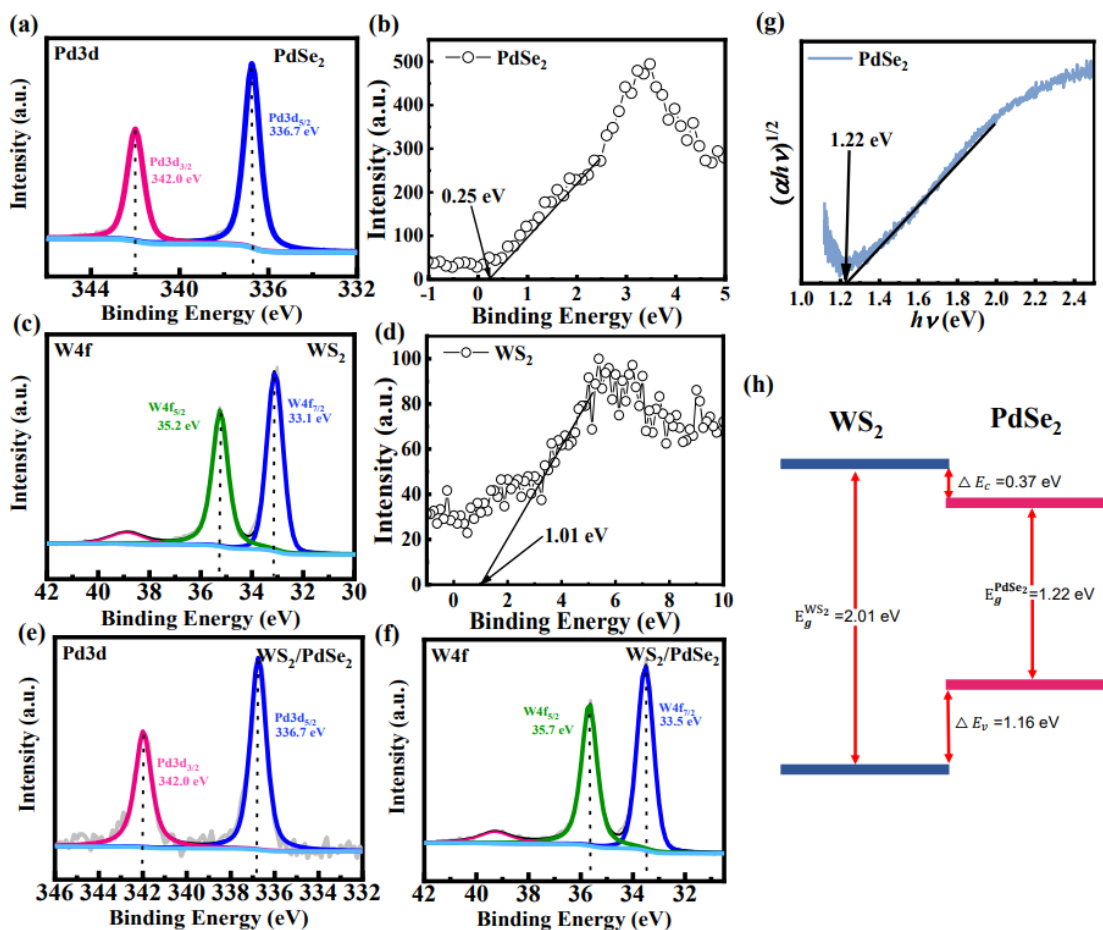 (a)
Pd3d
PdSe₂
Pd3d₅/₂
336.7 eV
Pd3d₃/₂
342.0 eV
Intensity (a.u.)
344 340 336 332
Binding Energy (eV)
(b)
PdSe₂
500
400
300
200
100
0
0.25 eV
Intensity (a.u.)
-1 0 1 2 3 4 5
Binding Energy (eV)
(g)
PdSe₂
1.22 eV
(αhν)¹/²
1.0 1.2 1.4 1.6 1.8 2.0 2.2 2.4
hν (eV)
(c)
W4f
WS₂
W4f₅/₂
35.2 eV
W4f₇/₂
33.1 eV
Intensity (a.u.)
42 39 36 33 30
Binding Energy (eV)
(d)
WS₂
100
80
60
40
20
0
1.01 eV
Intensity (a.u.)
0 2 4 6 8 10
Binding Energy (eV)
(e)
Pd3d
WS₂/PdSe₂
Pd3d₅/₂
336.7 eV
Pd3d₃/₂
342.0 eV
Intensity (a.u.)
346 344 342 340 338 336 334 332
Binding Energy (eV)
(f)
W4f
WS₂/PdSe₂
W4f₅/₂
35.7 eV
W4f₇/₂
33.5 eV
Intensity (a.u.)
42 40 38 36 34 32
Binding Energy (eV)
(h)
WS₂
PdSe₂
△ E_c =0.37 eV
E_g^WS₂=2.01 eV
E_g^PdSe₂=1.22 eV
△ E_v =1.16 eV